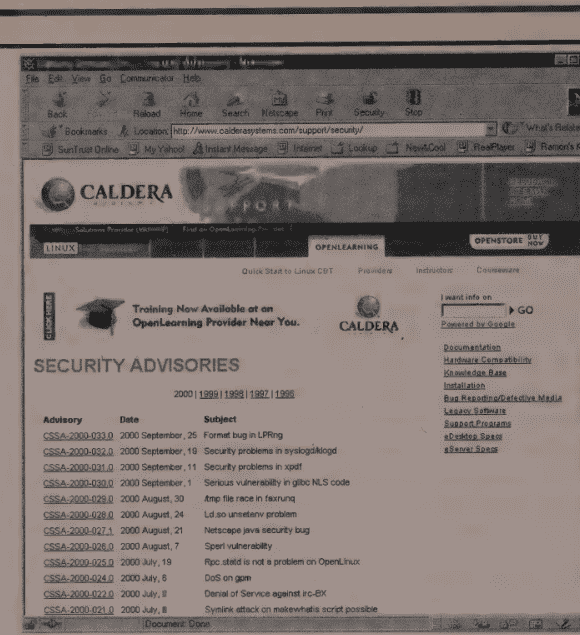 File Edit View Go Communicator Help
Back Reload Home Search Netscape Print Security Stop
Bookmarks Location: http://www.calderasystems.com/support/security/ What's Relate
SunTrust Online My Yahoo! Instant Message Internet Lookup New&Cool RealPlayer Ramon's
CALDERA
LINUX OPENLEARNING OPENSTORE BUY NOW
Quick Start to Linux CBT Providers Instructors Courseware
CLICK HERE
Training Now Available at an
OpenLearning Provider Near You.
CALDERA
I want info on
GO
Powered by Google
Documentation
Hardware Compatibility
Knowledge Base
Installation
Bug Reporting/Defective Media
Legacy Software
Support Programs
eDesktop Specs
eServer Specs
SECURITY ADVISORIES
2000 | 1999 | 1998 | 1997 | 1996
Advisory Date Subject
CSSA-2000-033.0 2000 September, 25 Format bug in LPRng
CSSA-2000-032.0 2000 September, 18 Security problems in syslogd/klogd
CSSA-2000-031.0 2000 September, 11 Security problems in xpdf
CSSA-2000-030.0 2000 September, 1 Serious vulnerability in glibc NLS code
CSSA-2000-029.0 2000 August, 30 /tmp file race in faxrunq
CSSA-2000-028.0 2000 August, 24 Ld.so unsetenv problem
CSSA-2000-027.1 2000 August, 21 Netscape java security bug
CSSA-2000-026.0 2000 August, 7 Sperl vulnerability
CSSA-2000-025.0 2000 July, 19 Rpc.statd is not a problem on OpenLinux
CSSA-2000-024.0 2000 July, 6 DoS on gpm
CSSA-2000-022.0 2000 July, 8 Denial of Service against irc-BX
CSSA-2000-021.0 2000 July, 8 Symlink attack on makewhatis script possible
Document: Done